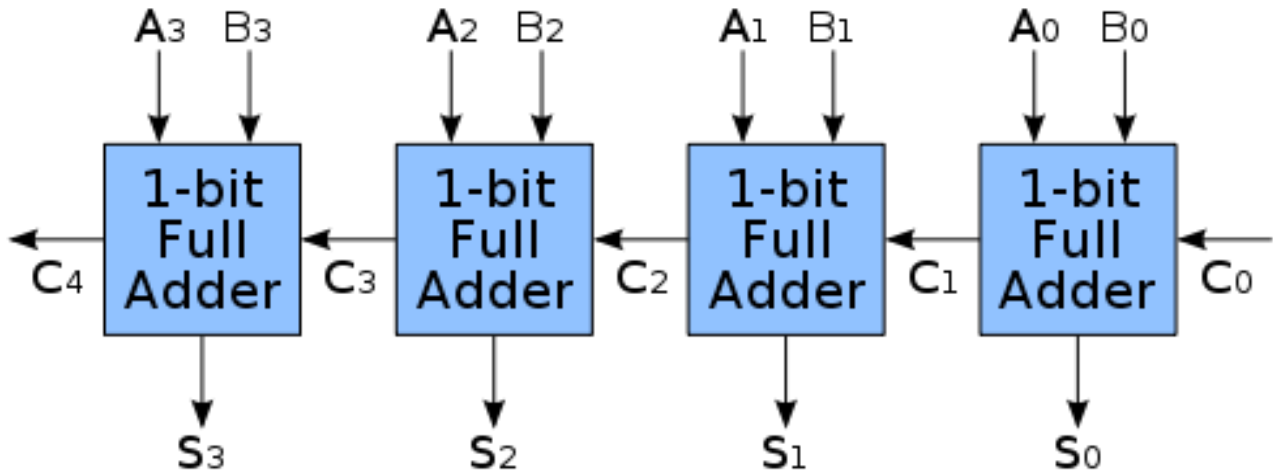 A3 B3 A2 B2 A1 B1 A0 B0
1-bit 1-bit 1-bit 1-bit
Full Full Full Full
Adder Adder Adder Adder
C4 C3 C2 C1 C0
S3 S2 S1 S0